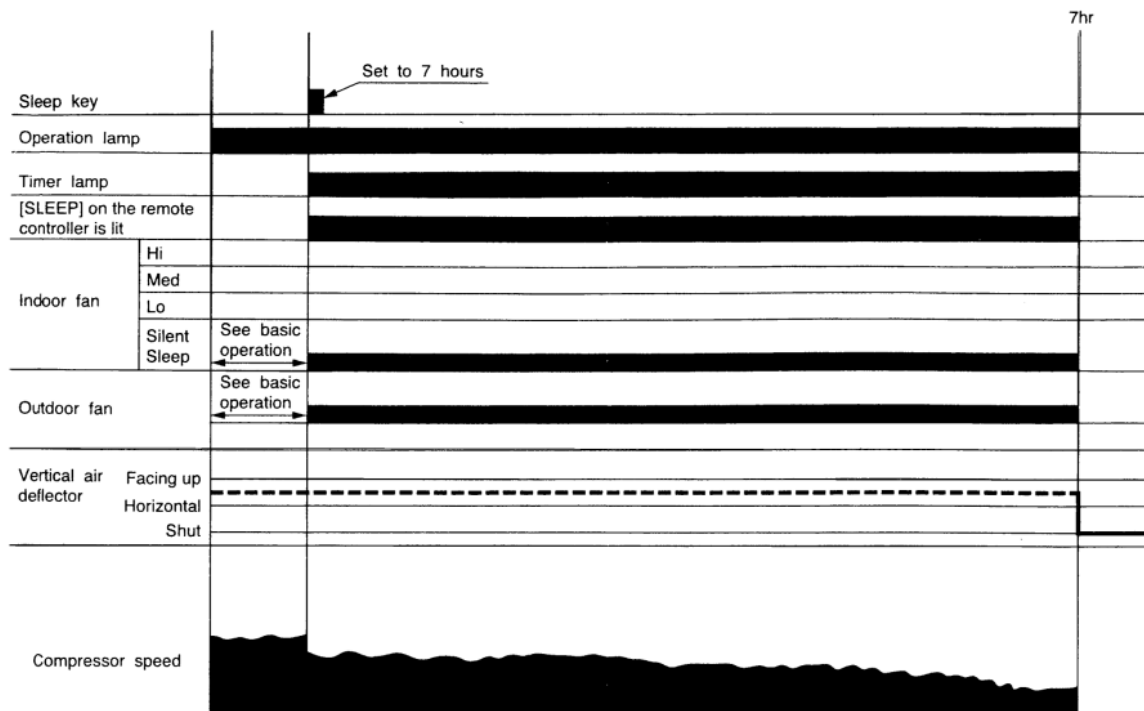 7hr
Set to 7 hours
Sleep key
Operation lamp
Timer lamp
[SLEEP] on the remote
controller is lit
Indoor fan
Hi
Med
Lo
Silent
Sleep
See basic
operation
Outdoor fan
See basic
operation
Vertical air
deflector
Facing up
Horizontal
Shut
Compressor speed